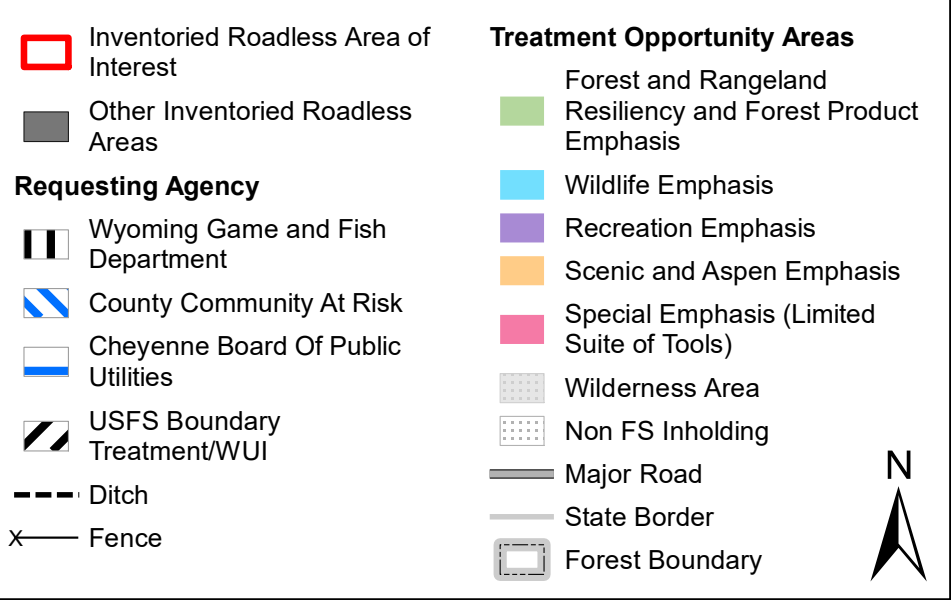 Inventoried Roadless Area of
Interest
Other Inventoried Roadless
Areas
Requesting Agency
Wyoming Game and Fish
Department
County Community At Risk
Cheyenne Board Of Public
Utilities
USFS Boundary
Treatment/WUI
Ditch
X
Fence
Treatment Opportunity Areas
Forest and Rangeland
Resiliency and Forest Product
Emphasis
Wildlife Emphasis
Recreation Emphasis
Scenic and Aspen Emphasis
Special Emphasis (Limited
Suite of Tools)
Wilderness Area
Non FS Inholding
Major Road
State Border
Forest Boundary
N